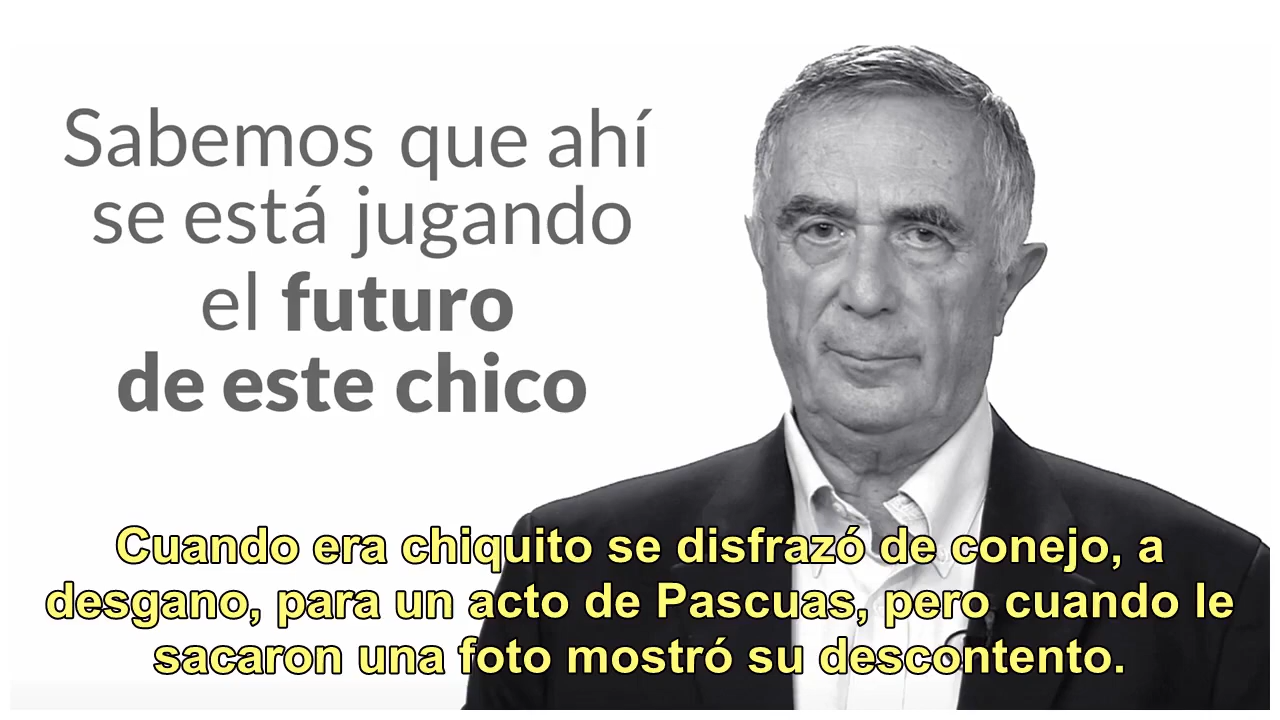 Sabemos que ahí
se está jugando
el futuro
de este chico
Cuando era chiquito se disfrazó de conejo, a
desgano, para un acto de Pascuas, pero cuando le
sacaron una foto mostró su descontento.